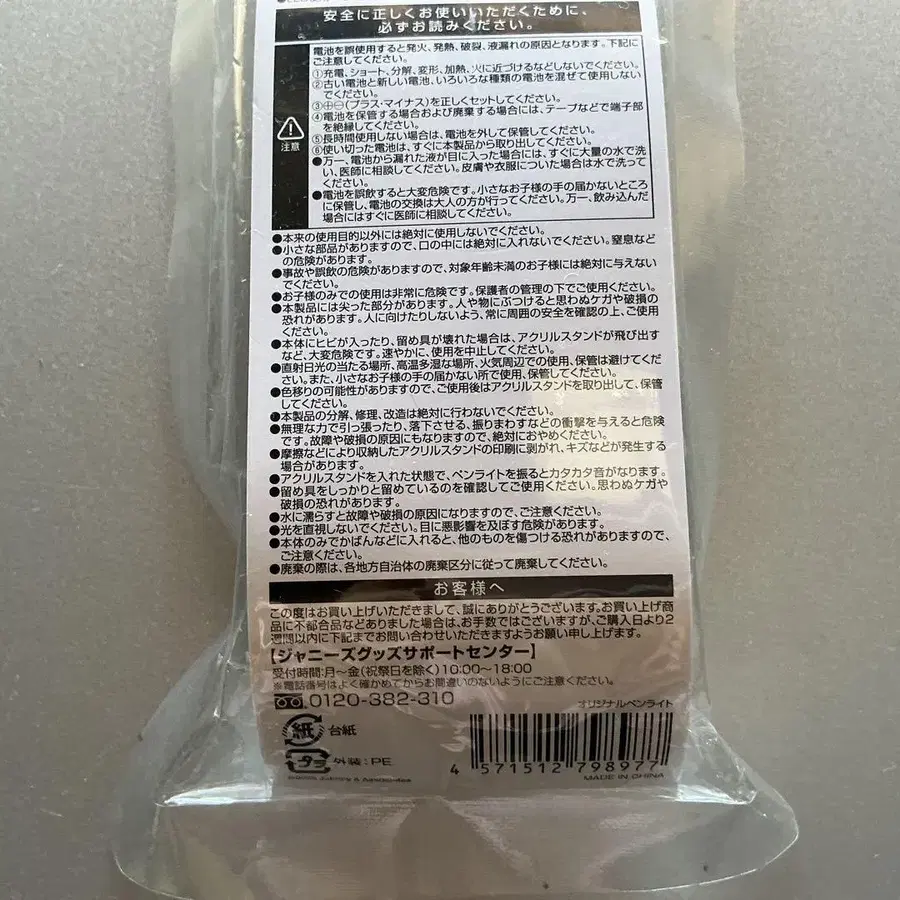 安全に正しくお使いいただくために、
必ずお読みください。
電池を誤使用すると発火、発熱、破裂、液漏れの原因となります。下記に
ご注意してください。
①充電、ショート、分解、変形、加熱、火に近づけるなどしないでください。
②古い電池と新しい電池、いろいろな種類の電池を混ぜて使用しない
でください。
③⊕⊖(プラス・マイナス)を正しくセットしてください。
④電池を保管する場合および廃棄する場合には、テープなどで端子部
を絶縁してください。
⑤長時間使用しない場合は、電池を外して保管してください。
⑥使い切った電池は、すぐに本製品から取り出してください。
●万一、電池から漏れた液が目に入った場合には、すぐに大量の水で洗
い、医師に相談してください。皮膚や衣服についた場合は水で洗って
ください。
●電池を誤飲すると大変危険です。小さなお子様の手の届かないところ
に保管し、電池の交換は大人の方が行ってください。万一、飲み込んだ
場合にはすぐに医師に相談してください。
注意
●本来の使用目的以外には絶対に使用しないでください。
●小さな部品がありますので、口の中には絶対に入れないでください。窒息など
の危険があります。
●事故や誤飲の危険がありますので、対象年齢未満のお子様には絶対に与えない
でください。
●お子様のみでの使用は非常に危険です。保護者の管理の下でご使用ください。
●本製品には尖った部分があります。人や物にぶつけると思わぬケガや破損の
恐れがあります。人に向けたりしないよう、常に周囲の安全を確認の上、ご使用
ください。
●本体にヒビが入ったり、留め具が壊れた場合は、アクリルスタンドが飛び出す
など、大変危険です。速やかに、使用を中止してください。
●直射日光の当たる場所、高温多湿な場所、火気周辺での使用、保管は避けてくだ
さい。また、小さなお子様の手の届かない所で使用、保管してください。
●色移りの可能性がありますので、ご使用後はアクリルスタンドを取り出して、保管
してください。
●本製品の分解、修理、改造は絶対に行わないでください。
●無理な力で引っ張ったり、落下させる、振りまわすなどの衝撃を与えると危険
です。故障や破損の原因にもなりますので、絶対におやめください。
●摩擦などにより収納したアクリルスタンドの印刷に剥がれ、キズなどが発生する
場合があります。
●アクリルスタンドを入れた状態で、ペンライトを振るとカタカタ音がなります。
●留め具をしっかりと留めているのを確認してご使用ください。思わぬケガや
破損の恐れがあります。
●水に濡らすと故障や破損の原因になりますので、ご注意ください。
●光を直視しないでください。目に悪影響を及ぼす危険があります。
●本体のみでかばんなどに入れると、他のものを傷つける恐れがありますので、
ご注意ください。
●廃棄の際は、各地方自治体の廃棄区分に従って廃棄してください。
お客様へ
この度はお買い上げいただきまして、誠にありがとうございます。お買い上げ商
品に不都合品などありました場合は、お手数ではございますが、ご購入日より2
週間以内に下記までお問い合わせいただきますようお願い申し上げます。
【ジャニーズグッズサポートセンター】
受付時間:月〜金(祝祭日を除く)10:00〜18:00
※電話番号はよく確かめてからお間違いのないようにご注意ください。
0120-382-310
オリジナルペンライト
紙 台紙
プラ 外装:PE
4 571512 798977
MADE IN CHINA